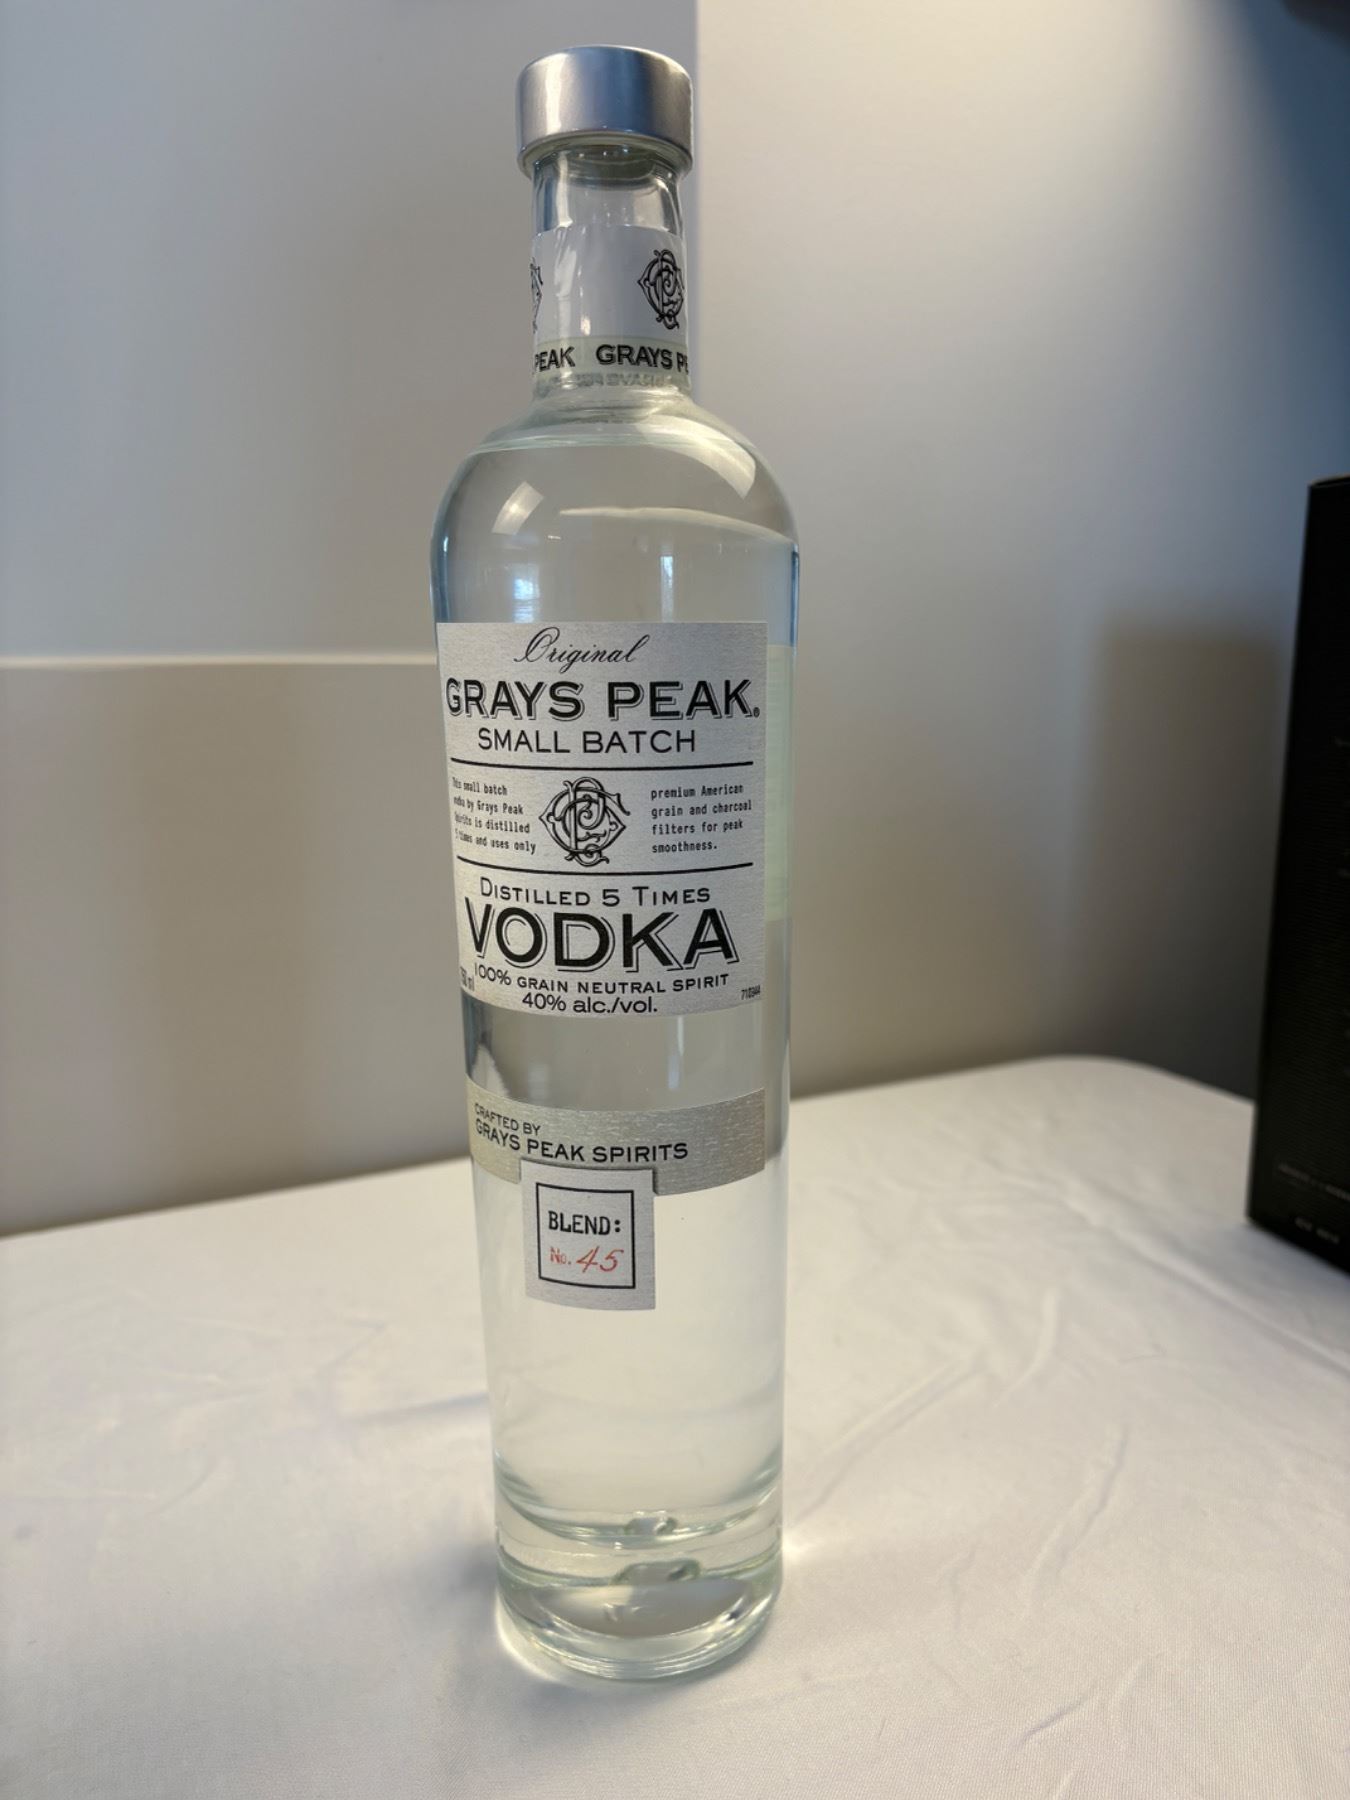 PEAK GRAYS PE
Original
GRAYS PEAK®
SMALL BATCH
This small batch
vodka by Grays Peak
Spirits is distilled
5 times and uses only
premium American
grain and charcoal
filters for peak
smoothness.
DISTILLED 5 TIMES
VODKA
100% GRAIN NEUTRAL SPIRIT
40% alc./vol.
CRAFTED BY
GRAYS PEAK SPIRITS
BLEND:
No. 45